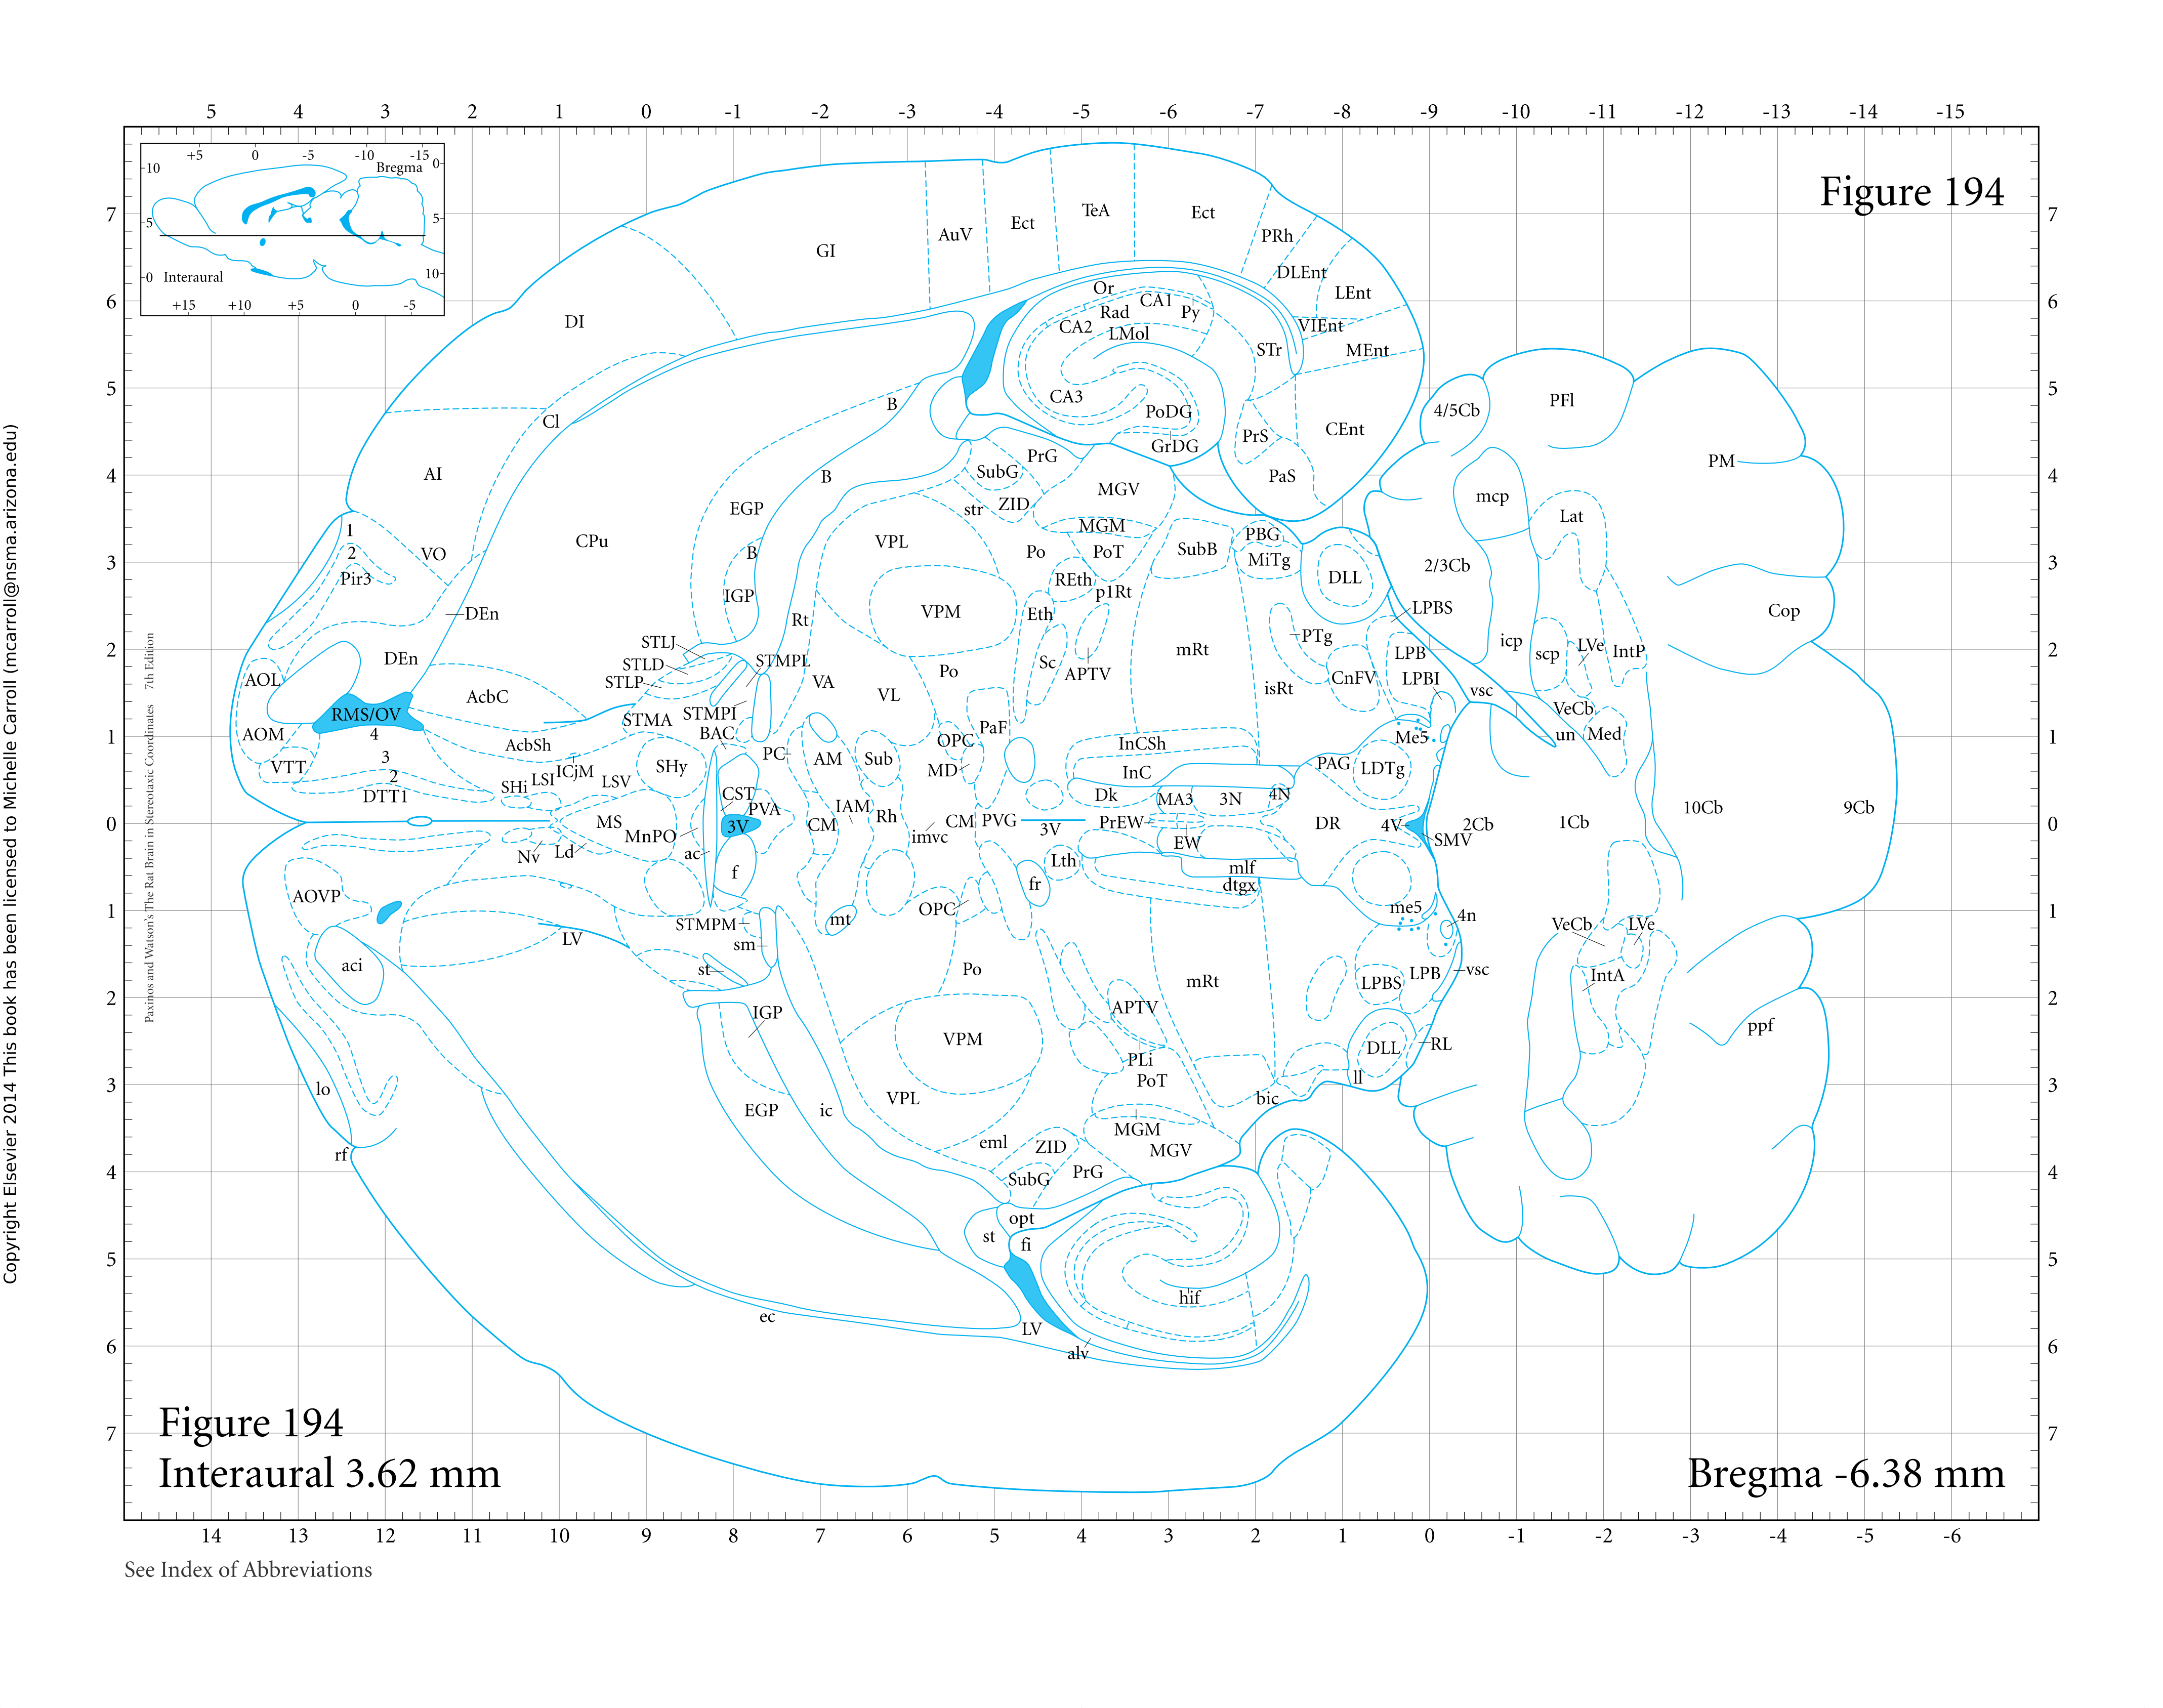 5 4 3 2 1 0 -1 -2 -3 -4 -5 -6 -7 -8 -9 -10 -11 -12 -13 -14 -15
+5 0 -5 -10 -15
-10 Bregma 0
-5 5
-0 Interaural 10
+15 +10 +5 0 -5
Figure 194
7 7
GI AuV Ect TeA Ect PRh
DLEnt
LEnt
6 6
DI Or CA1
Rad Py
CA2 LMol VIEnt
STr MEnt
5 5
B CA3 PoDG 4/5Cb PFl
Cl GrDG PrS CEnt
PrG
4 4
AI B SubG PaS PM
EGP ZID MGV mcp
str Lat
1 MGM PBG
2 VO CPu B VPL Po PoT SubB MiTg
3 3
Pir3 REth DLL 2/3Cb
IGP VPM p1Rt
DEn Rt Eth LPBS Cop
PTg
STLJ mRt icp
2 2
DEn STLD STMPL Po Sc APTV LPB scp LVe IntP
AOL STLP VA CnFV LPBI
AcbC VL isRt vsc
RMS/OV STMA STMPI VeCb
1 1
AOM 4 BAC PaF Me5 un Med
AcbSh PC OPC InCSh
VTT 3 ICjM SHy AM Sub MD InC PAG LDTg
2 SHi LSI LSV
DTT1 CST Dk MA3 3N 4N
PVA IAM 10Cb 9Cb
0 0
MS MnPO 3V CM Rh CM PVG 3V PrEW DR 4V 2Cb 1Cb
imvc EW SMV
Nv Ld ac Lth mlf
f fr dtgx
AOVP OPC me5 4n
1 1
STMPM mt VeCb LVe
LV sm
aci st Po mRt LPBS LPB vsc IntA
2 2
IGP APTV ppf
VPM DLL RL
PLi
lo PoT ll
3 3
EGP ic VPL bic
MGM
eml ZID MGV
rf
4 4
SubG PrG
opt
st fi
5 5
hif
ec LV
6 6
alv
7 7
Figure 194
Interaural 3.62 mm
Bregma -6.38 mm
14 13 12 11 10 9 8 7 6 5 4 3 2 1 0 -1 -2 -3 -4 -5 -6
See Index of Abbreviations
Paxinos and Watson's The Rat Brain in Stereotaxic Coordinates 7th Edition
Copyright Elsevier 2014 This book has been licensed to Michelle Carroll (mcarroll@nsma.arizona.edu)